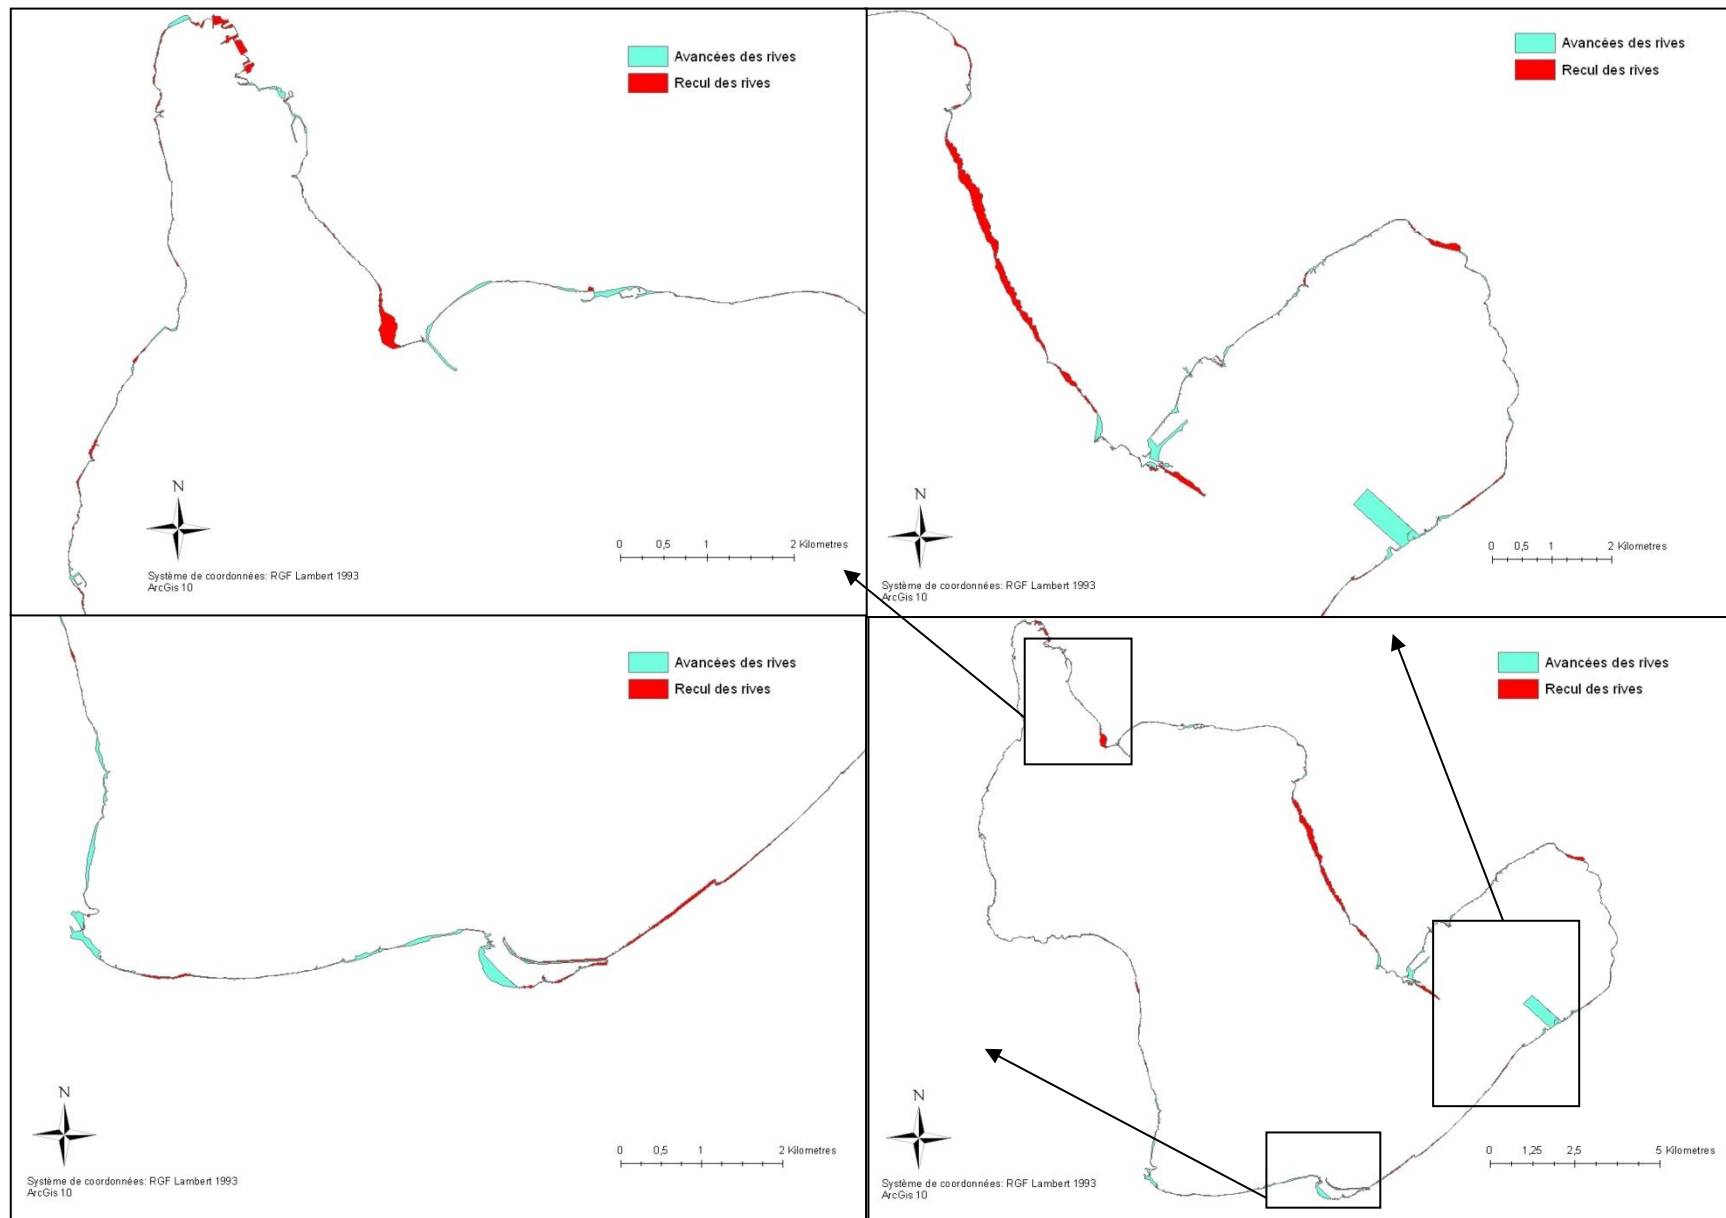 Avancées des rives
Recul des rives
N
0 0,5 1 2 Kilometres
Système de coordonnées: RGF Lambert 1993
ArcGis 10
Avancées des rives
Recul des rives
N
0 0,5 1 2 Kilometres
Système de coordonnées: RGF Lambert 1993
ArcGis 10
Avancées des rives
Recul des rives
N
0 0,5 1 2 Kilometres
Système de coordonnées: RGF Lambert 1993
ArcGis 10
Avancées des rives
Recul des rives
N
0 1,25 2,5 5 Kilometres
Système de coordonnées: RGF Lambert 1993
ArcGis 10